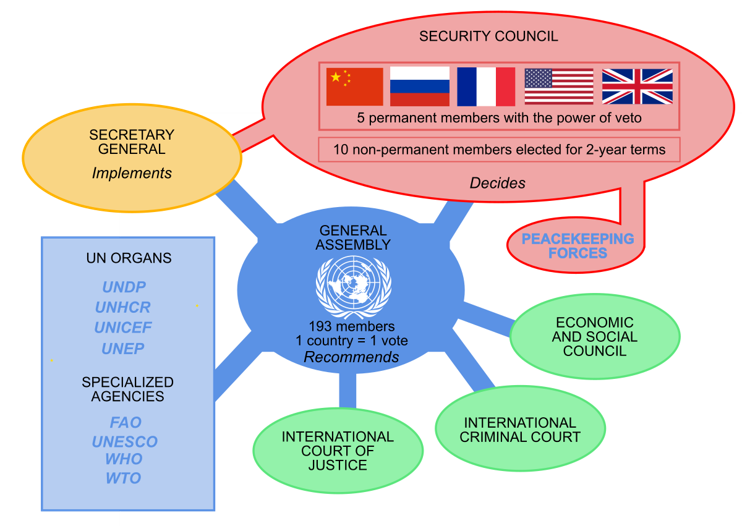 SECURITY COUNCIL
5 permanent members with the power of veto
10 non-permanent members elected for 2-year terms
Decides
SECRETARY
GENERAL
Implements
PEACEKEEPING
FORCES
GENERAL
ASSEMBLY
193 members
1 country = 1 vote
Recommends
UN ORGANS
UNDP
UNHCR
UNICEF
UNEP
SPECIALIZED
AGENCIES
FAO
UNESCO
WHO
WTO
ECONOMIC
AND SOCIAL
COUNCIL
INTERNATIONAL
CRIMINAL COURT
INTERNATIONAL
COURT OF
JUSTICE